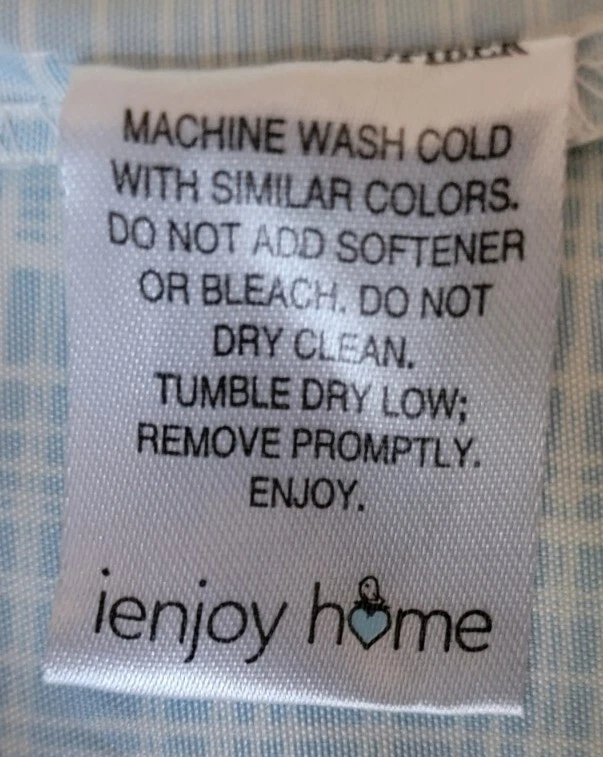 MACHINE WASH COLD
WITH SIMILAR COLORS.
DO NOT ADD SOFTENER
OR BLEACH. DO NOT
DRY CLEAN.
TUMBLE DRY LOW;
REMOVE PROMPTLY.
ENJOY.
ienjoy home